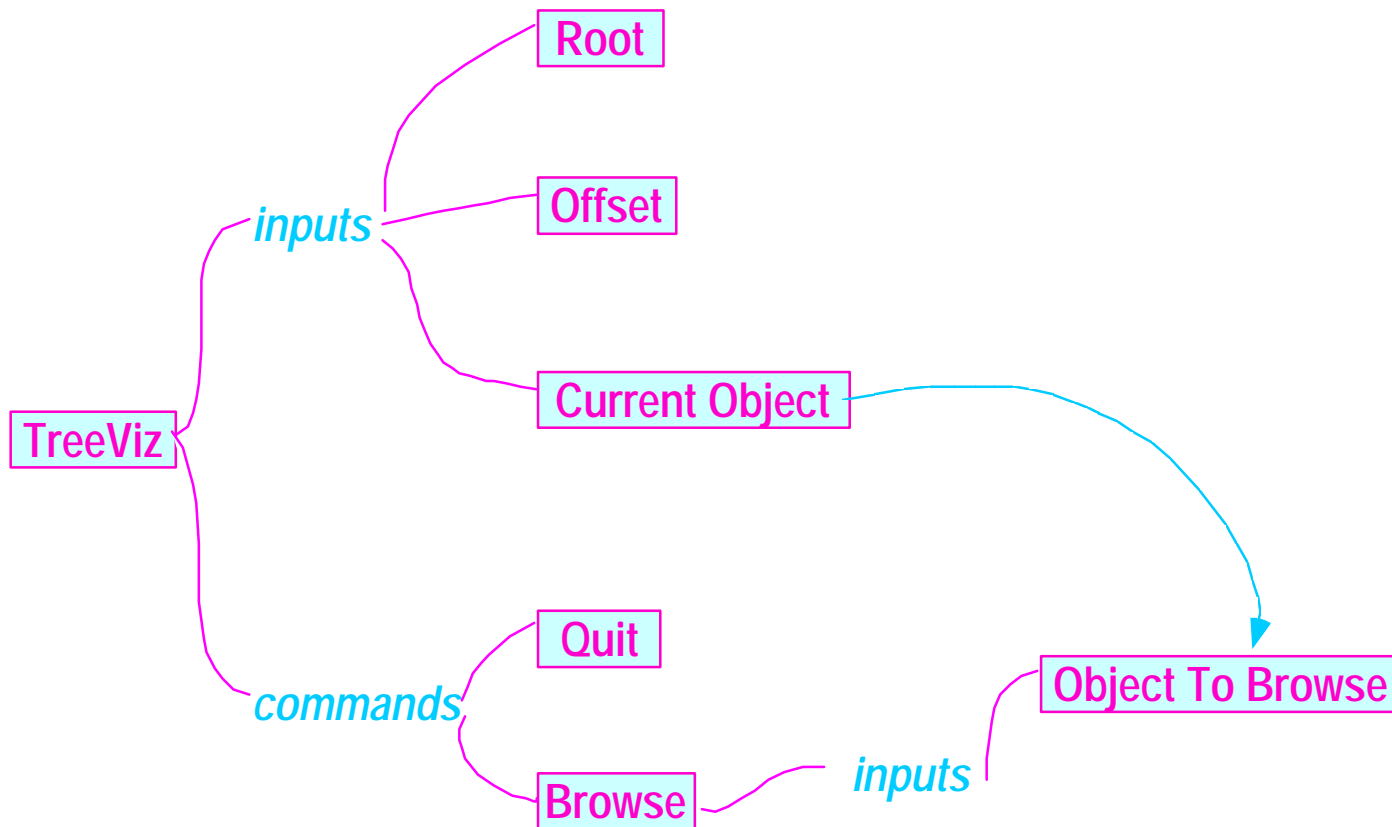 Root
Offset
inputs
Current Object
TreeViz
Quit
Object To Browse
commands
inputs
Browse